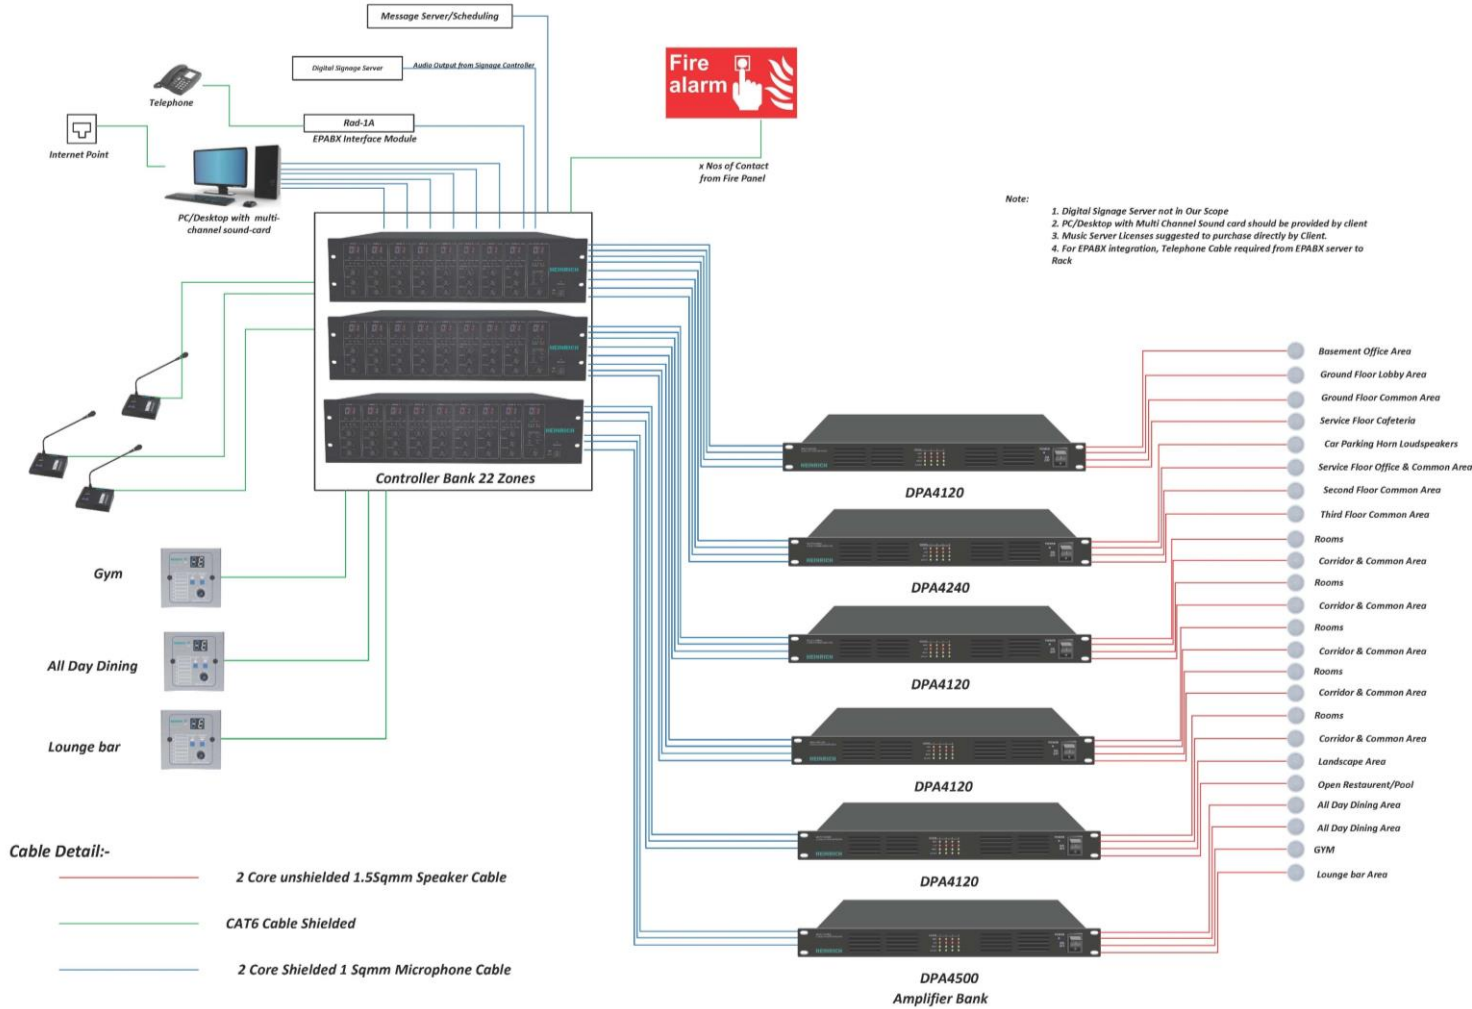 Message Server/Scheduling
Digital Signage Server
Audio Output from Signage Controller
Fire
alarm
Telephone
Rad-1A
EPABX Interface Module
Internet Point
x Nos of Contact
from Fire Panel
PC/Desktop with multi-
channel sound-card
Note:
1. Digital Signage Server not in Our Scope
2. PC/Desktop with Multi Channel Sound card should be provided by client
3. Music Server Licenses suggested to purchase directly by Client.
4. For EPABX integration, Telephone Cable required from EPABX server to
Rack
HEINRICH
HEINRICH
HEINRICH
Controller Bank 22 Zones
Basement Office Area
Ground Floor Lobby Area
Ground Floor Common Area
Service Floor Cafeteria
Car Parking Horn Loudspeakers
Service Floor Office & Common Area
Second Floor Common Area
Third Floor Common Area
Rooms
Corridor & Common Area
Rooms
Corridor & Common Area
Rooms
Corridor & Common Area
Rooms
Corridor & Common Area
Rooms
Corridor & Common Area
Landscape Area
Open Restaurent/Pool
All Day Dining Area
All Day Dining Area
GYM
Lounge bar Area
HEINRICH
DPA4120
HEINRICH
DPA4240
HEINRICH
DPA4120
HEINRICH
DPA4120
HEINRICH
DPA4120
HEINRICH
DPA4500
Amplifier Bank
Gym
All Day Dining
Lounge bar
Cable Detail:-
2 Core unshielded 1.5Sqmm Speaker Cable
CAT6 Cable Shielded
2 Core Shielded 1 Sqmm Microphone Cable